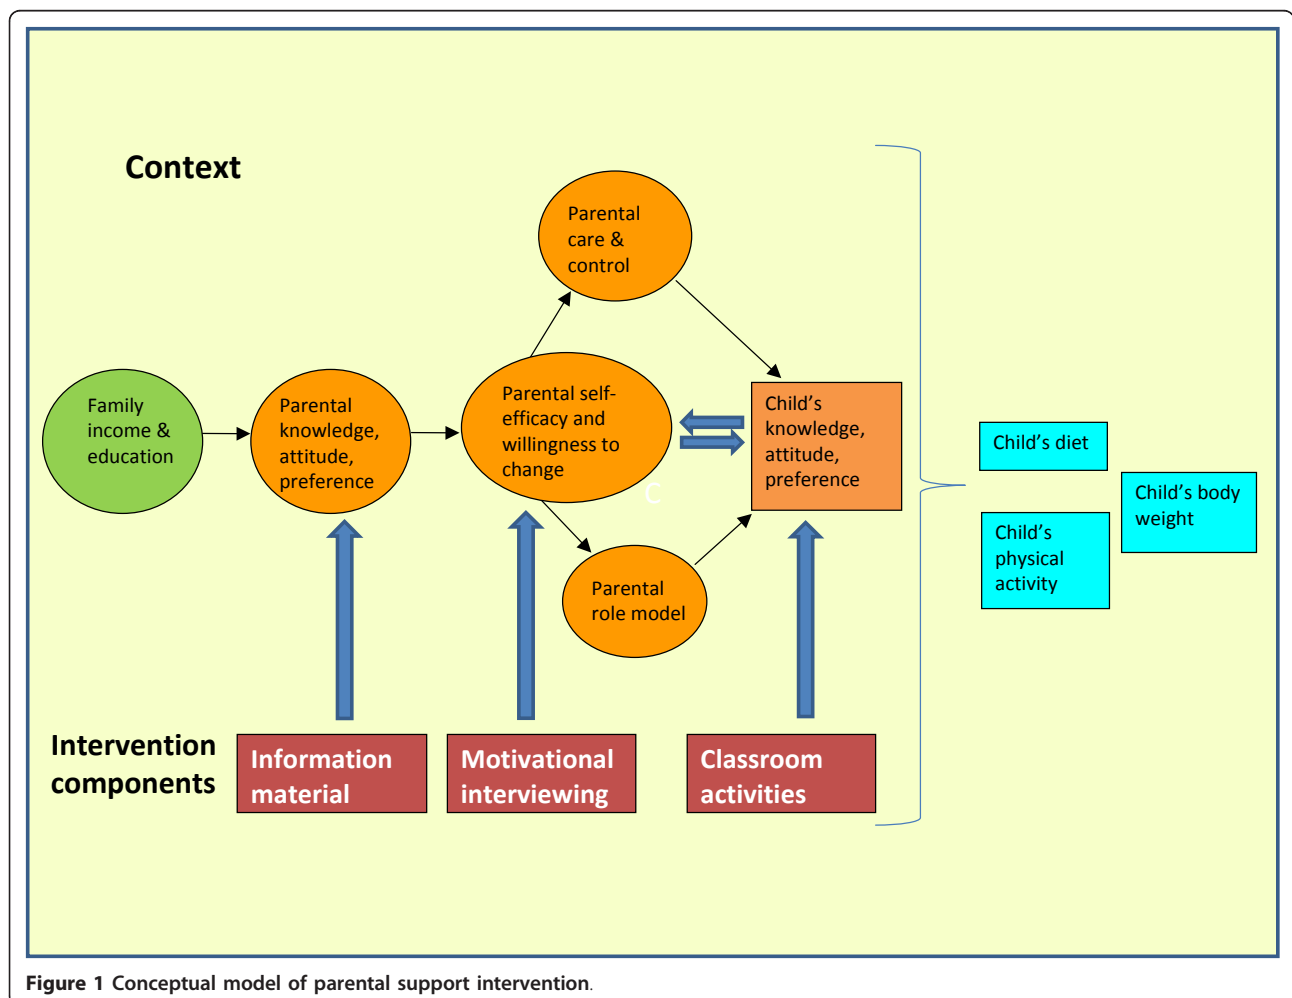 Context
Parental
care &
control
Family
income &
education
Parental
knowledge,
attitude,
preference
Parental self-
efficacy and
willingness to
change
C
Child's
knowledge,
attitude,
preference
Parental
role model
Child's diet
Child's body
weight
Child's
physical
activity
Intervention
components
Information
material
Motivational
interviewing
Classroom
activities
Figure 1 Conceptual model of parental support intervention.